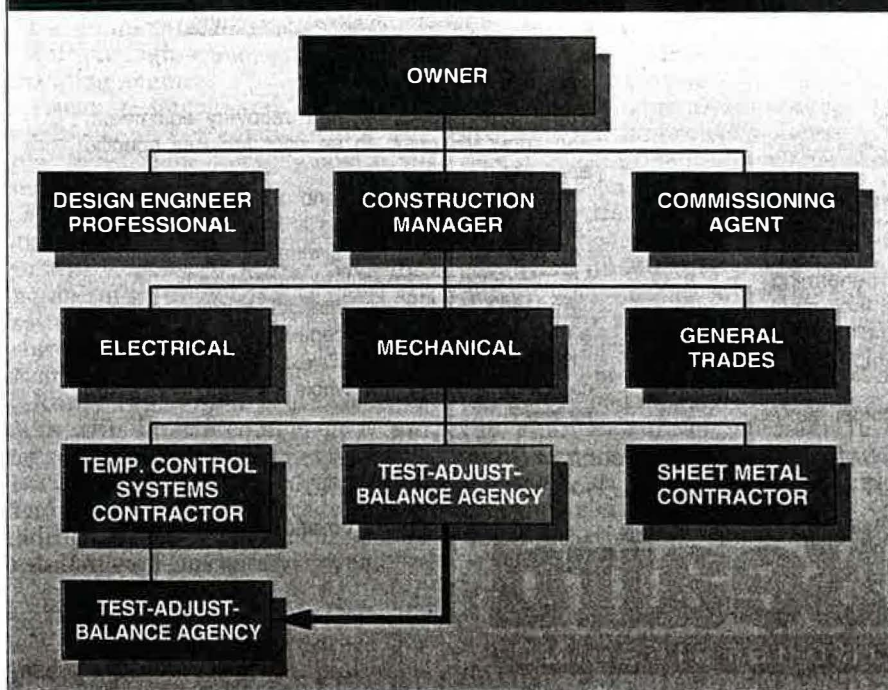 OWNER
DESIGN ENGINEER
PROFESSIONAL
CONSTRUCTION
MANAGER
COMMISSIONING
AGENT
ELECTRICAL
MECHANICAL
GENERAL
TRADES
TEMP. CONTROL
SYSTEMS
CONTRACTOR
TEST-ADJUST-
BALANCE AGENCY
SHEET METAL
CONTRACTOR
TEST-ADJUST-
BALANCE AGENCY